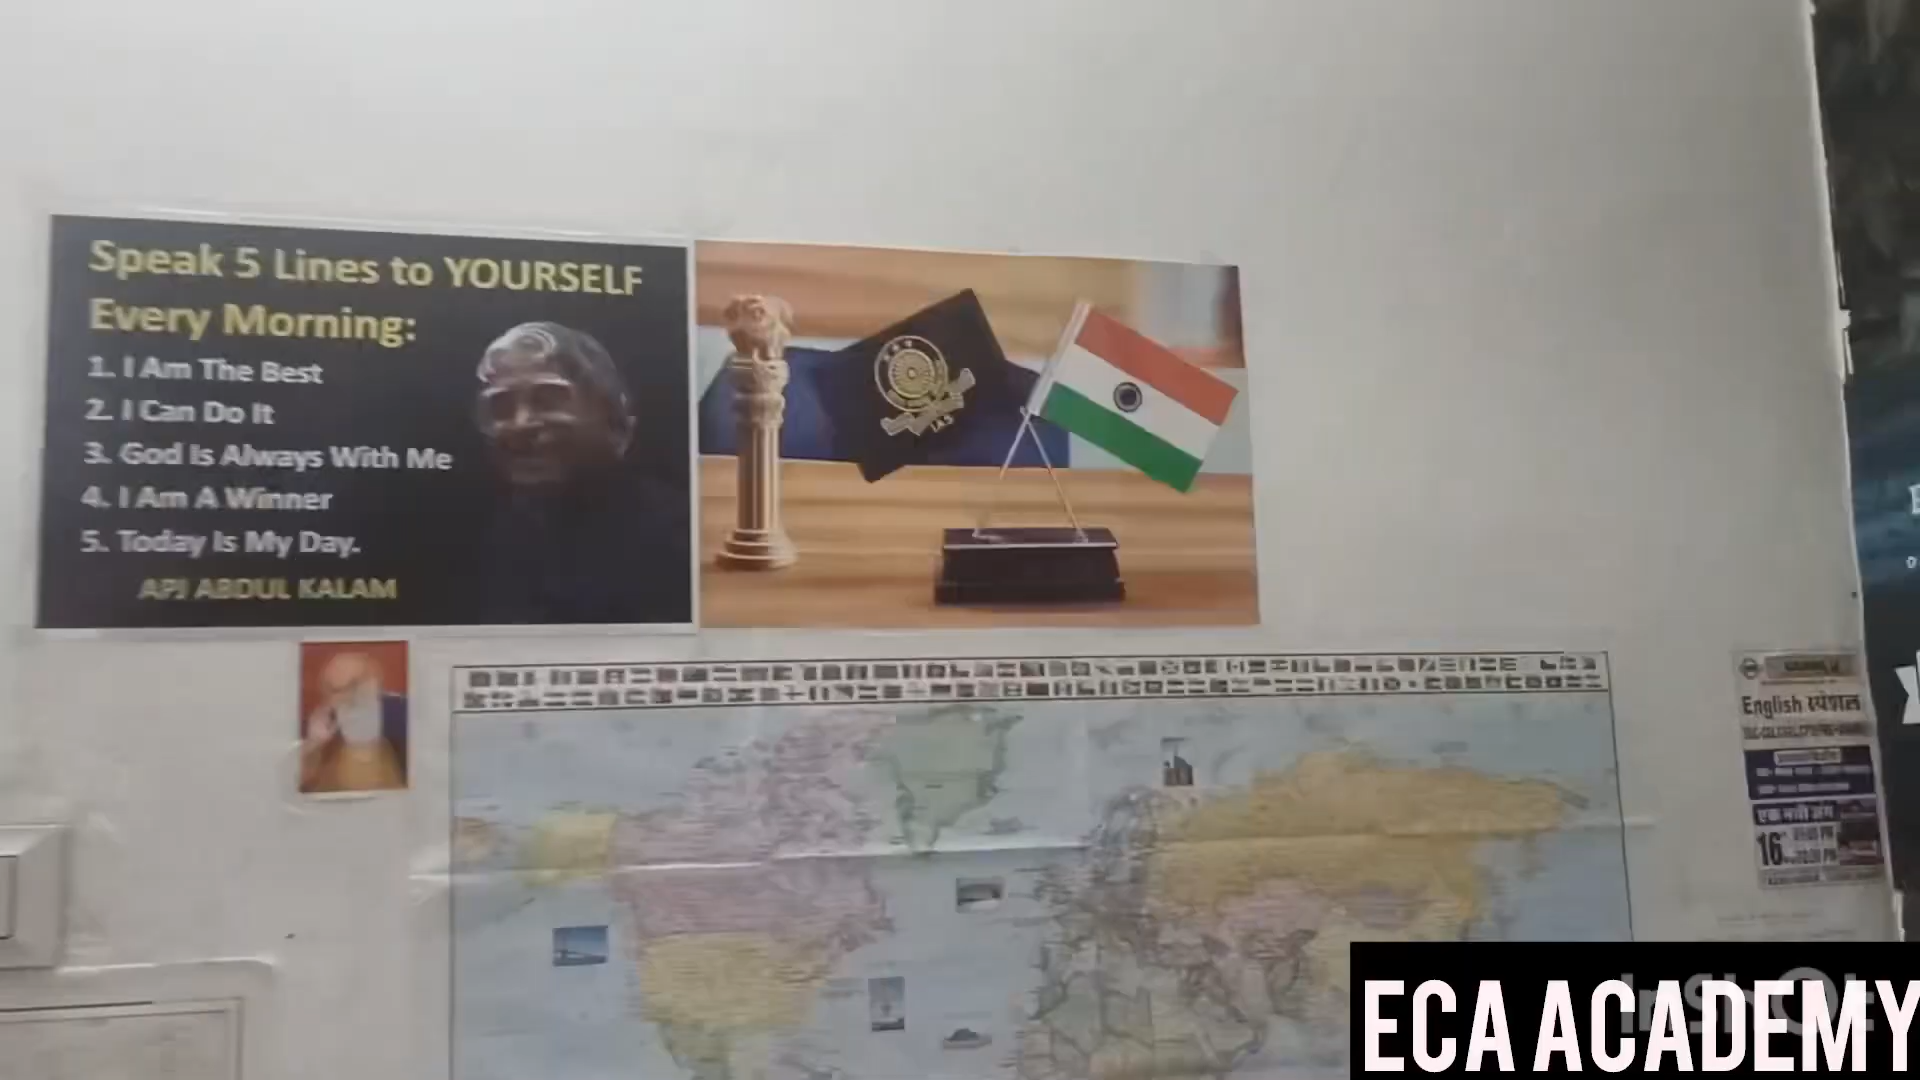 Speak 5 Lines to YOURSELF
Every Morning:
1. I Am The Best
2. I Can Do It
3. God Is Always With Me
4. I Am A Winner
5. Today Is My Day.
APJ ABDUL KALAM
IAS
English स्पेशल
16
ECA ACADEMY
InShOt